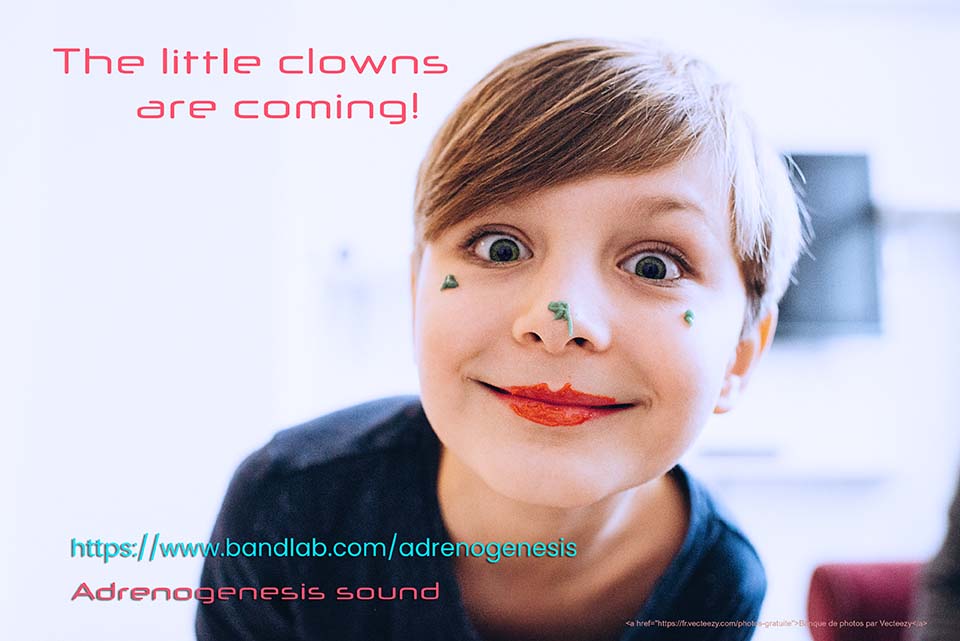 The little clowns
are coming!
https://www.bandlab.com/adrenogenesis
Adrenogenesis sound
<a href="https://fr.vecteezy.com/photos-gratuite">Banque de photos par Vecteezy</a>